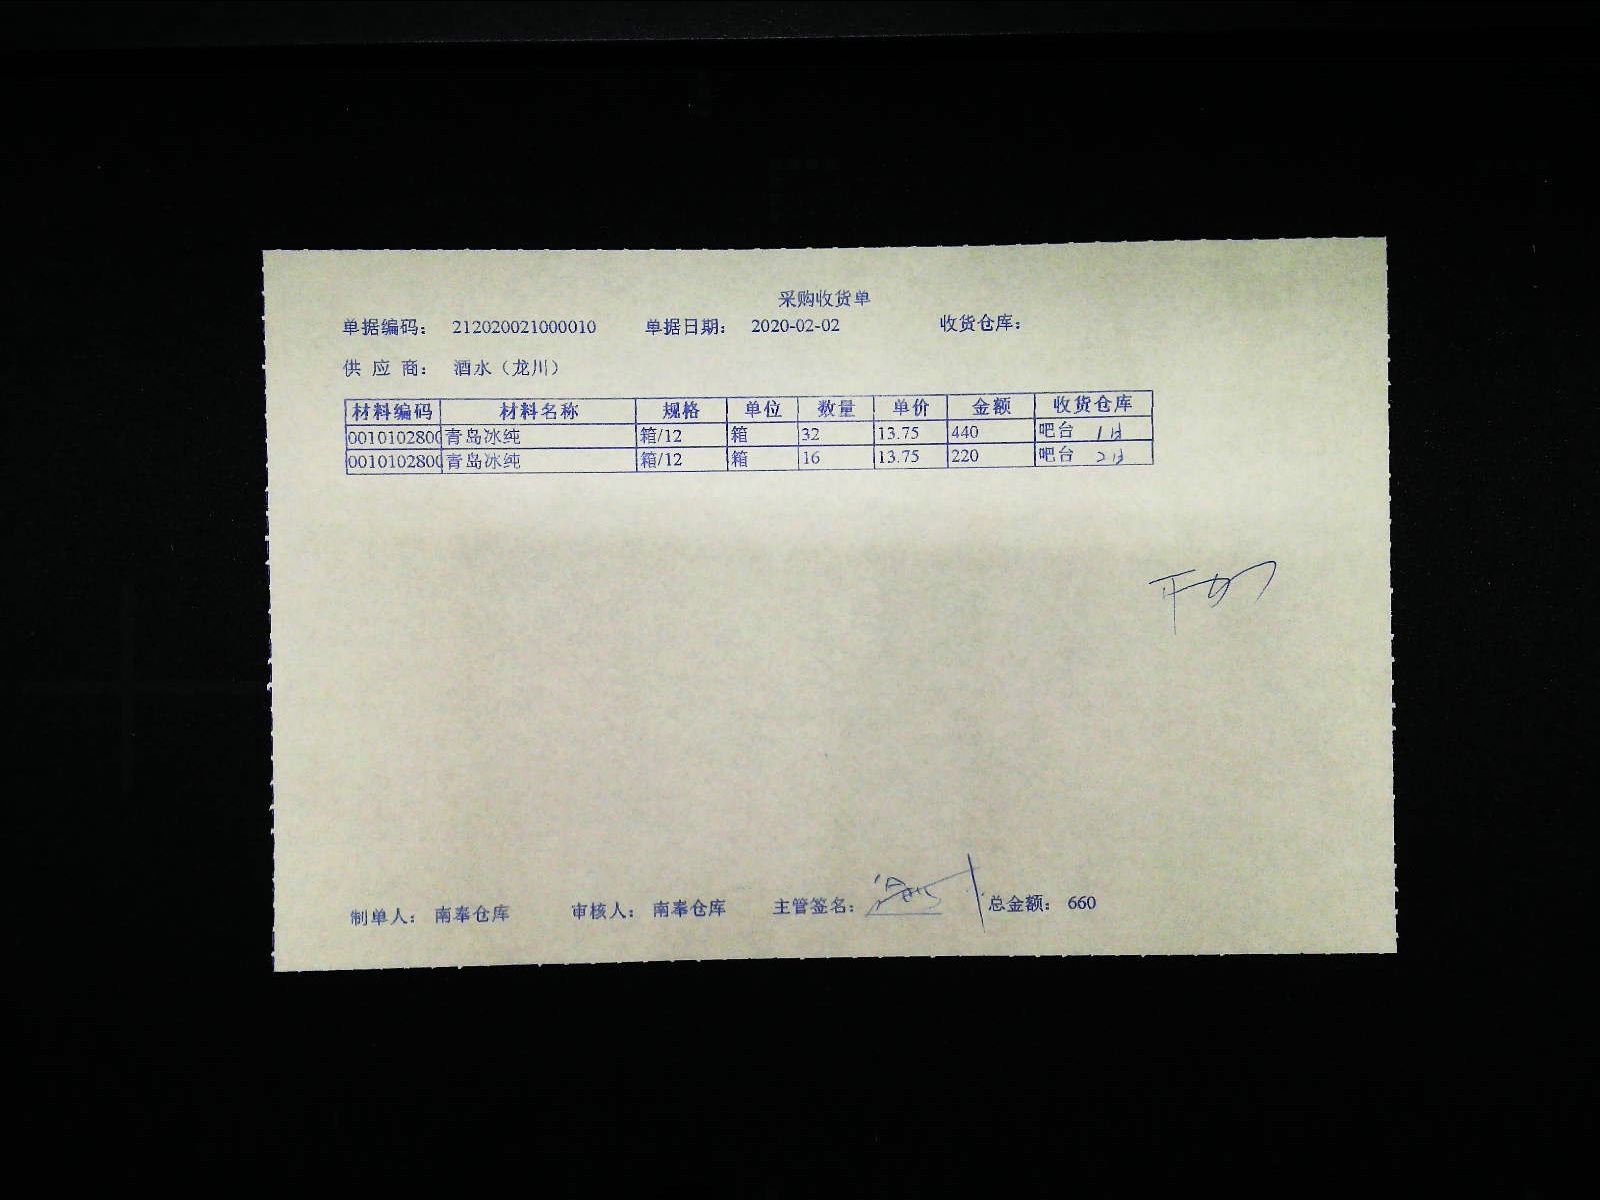 采购收货单
单据编码： 212020021000010 单据日期： 2020-02-02 收货仓库：
供 应 商： 酒水（龙川）
材料编码 材料名称 规格 单位 数量 单价 金额 收货仓库
0010102800 青岛冰纯 箱/12 箱 32 13.75 440 吧台 1日
0010102800 青岛冰纯 箱/12 箱 16 13.75 220 吧台 2日
制单人： 南奉仓库 审核人： 南奉仓库 主管签名： 总金额： 660